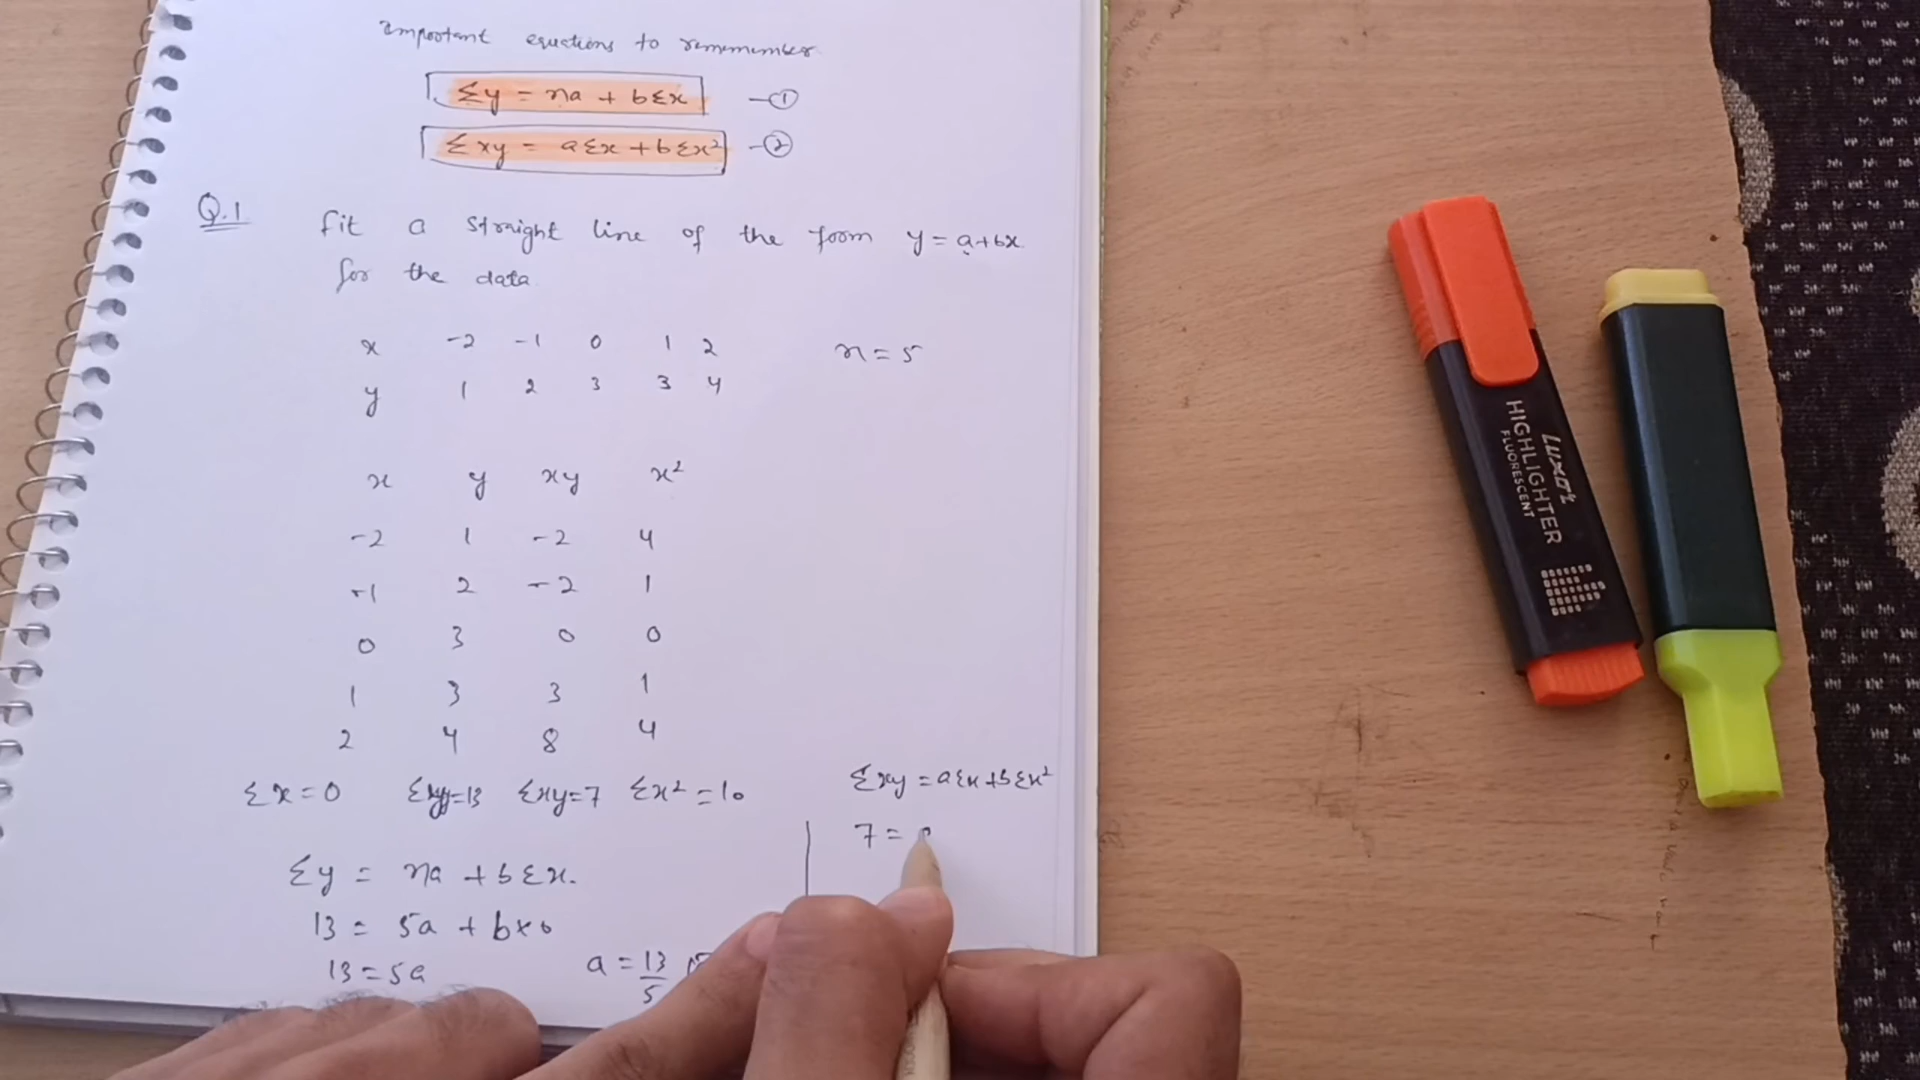 important equations to rememember
Σy = na + bΣx —①
Σxy = aΣx + bΣx² —②
Q.1 fit a straight line of the form y = a+bx
for the data.
x -2 -1 0 1 2 n = 5
y 1 2 3 3 4
x y xy x²
-2 1 -2 4
-1 2 -2 1
0 3 0 0
1 3 3 1
2 4 8 4
Σx = 0 Σy=13 Σxy=7 Σx² = 10
Σy = na + bΣx.
13 = 5a + b×0
13 = 5a a = 13/5
Σxy = aΣx+bΣx²
7 =
Luxor
HIGHLIGHTER
FLUORESCENT